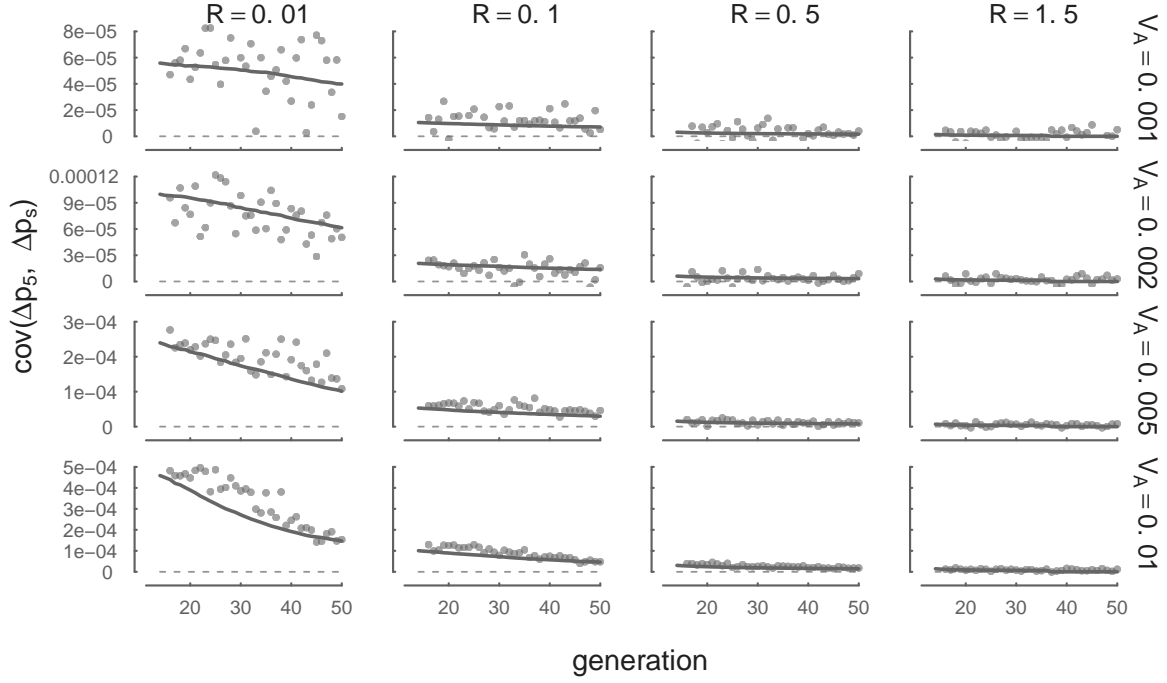 R = 0. 01 R = 0. 1 R = 0. 5 R = 1. 5
8e−05
6e−05
4e−05
2e−05
0
V_A = 0. 001
0.00012
9e−05
6e−05
3e−05
0
V_A = 0. 002
3e−04
2e−04
1e−04
0
V_A = 0. 005
5e−04
4e−04
3e−04
2e−04
1e−04
0
V_A = 0. 01
cov(Δp₅, Δpₛ)
20 30 40 50 20 30 40 50 20 30 40 50 20 30 40 50
generation